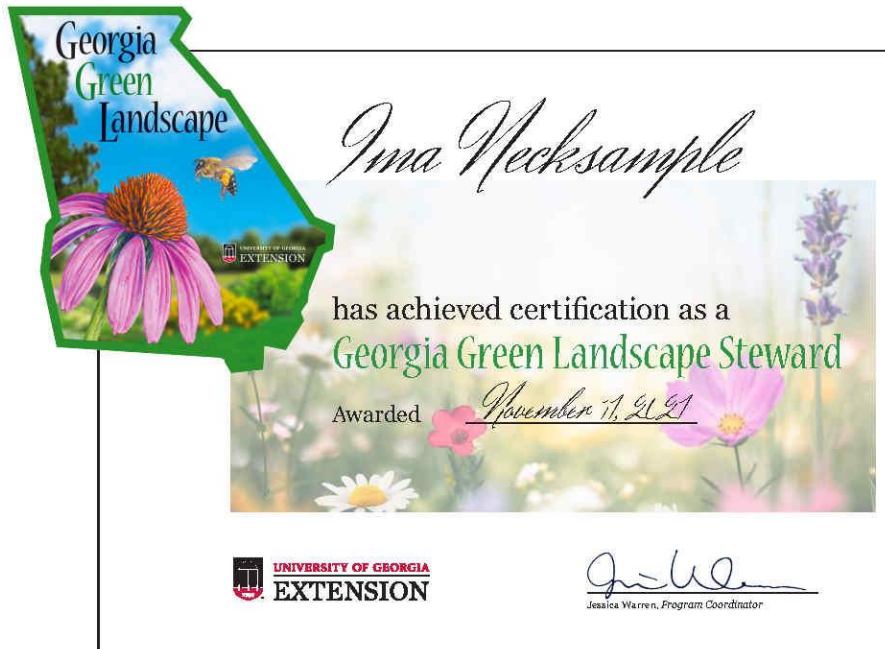 Georgia
Green
Landscape
UNIVERSITY OF GEORGIA
EXTENSION
Ima Necksample
has achieved certification as a
Georgia Green Landscape Steward
Awarded November 11, 2021
UNIVERSITY OF GEORGIA
EXTENSION
Jessica Warren, Program Coordinator